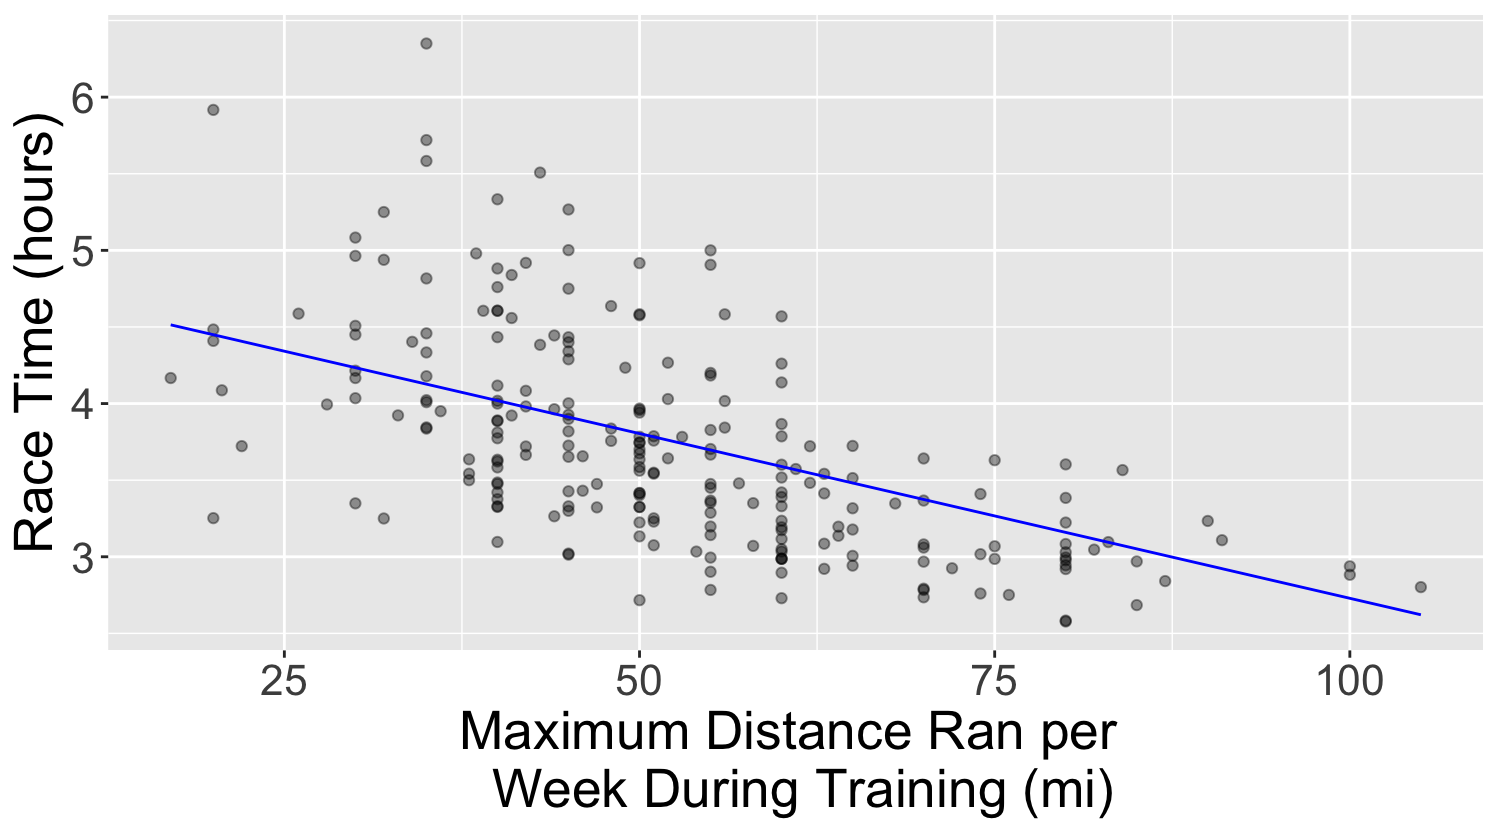 Race Time (hours)
6
5
4
3
25 50 75 100
Maximum Distance Ran per
Week During Training (mi)